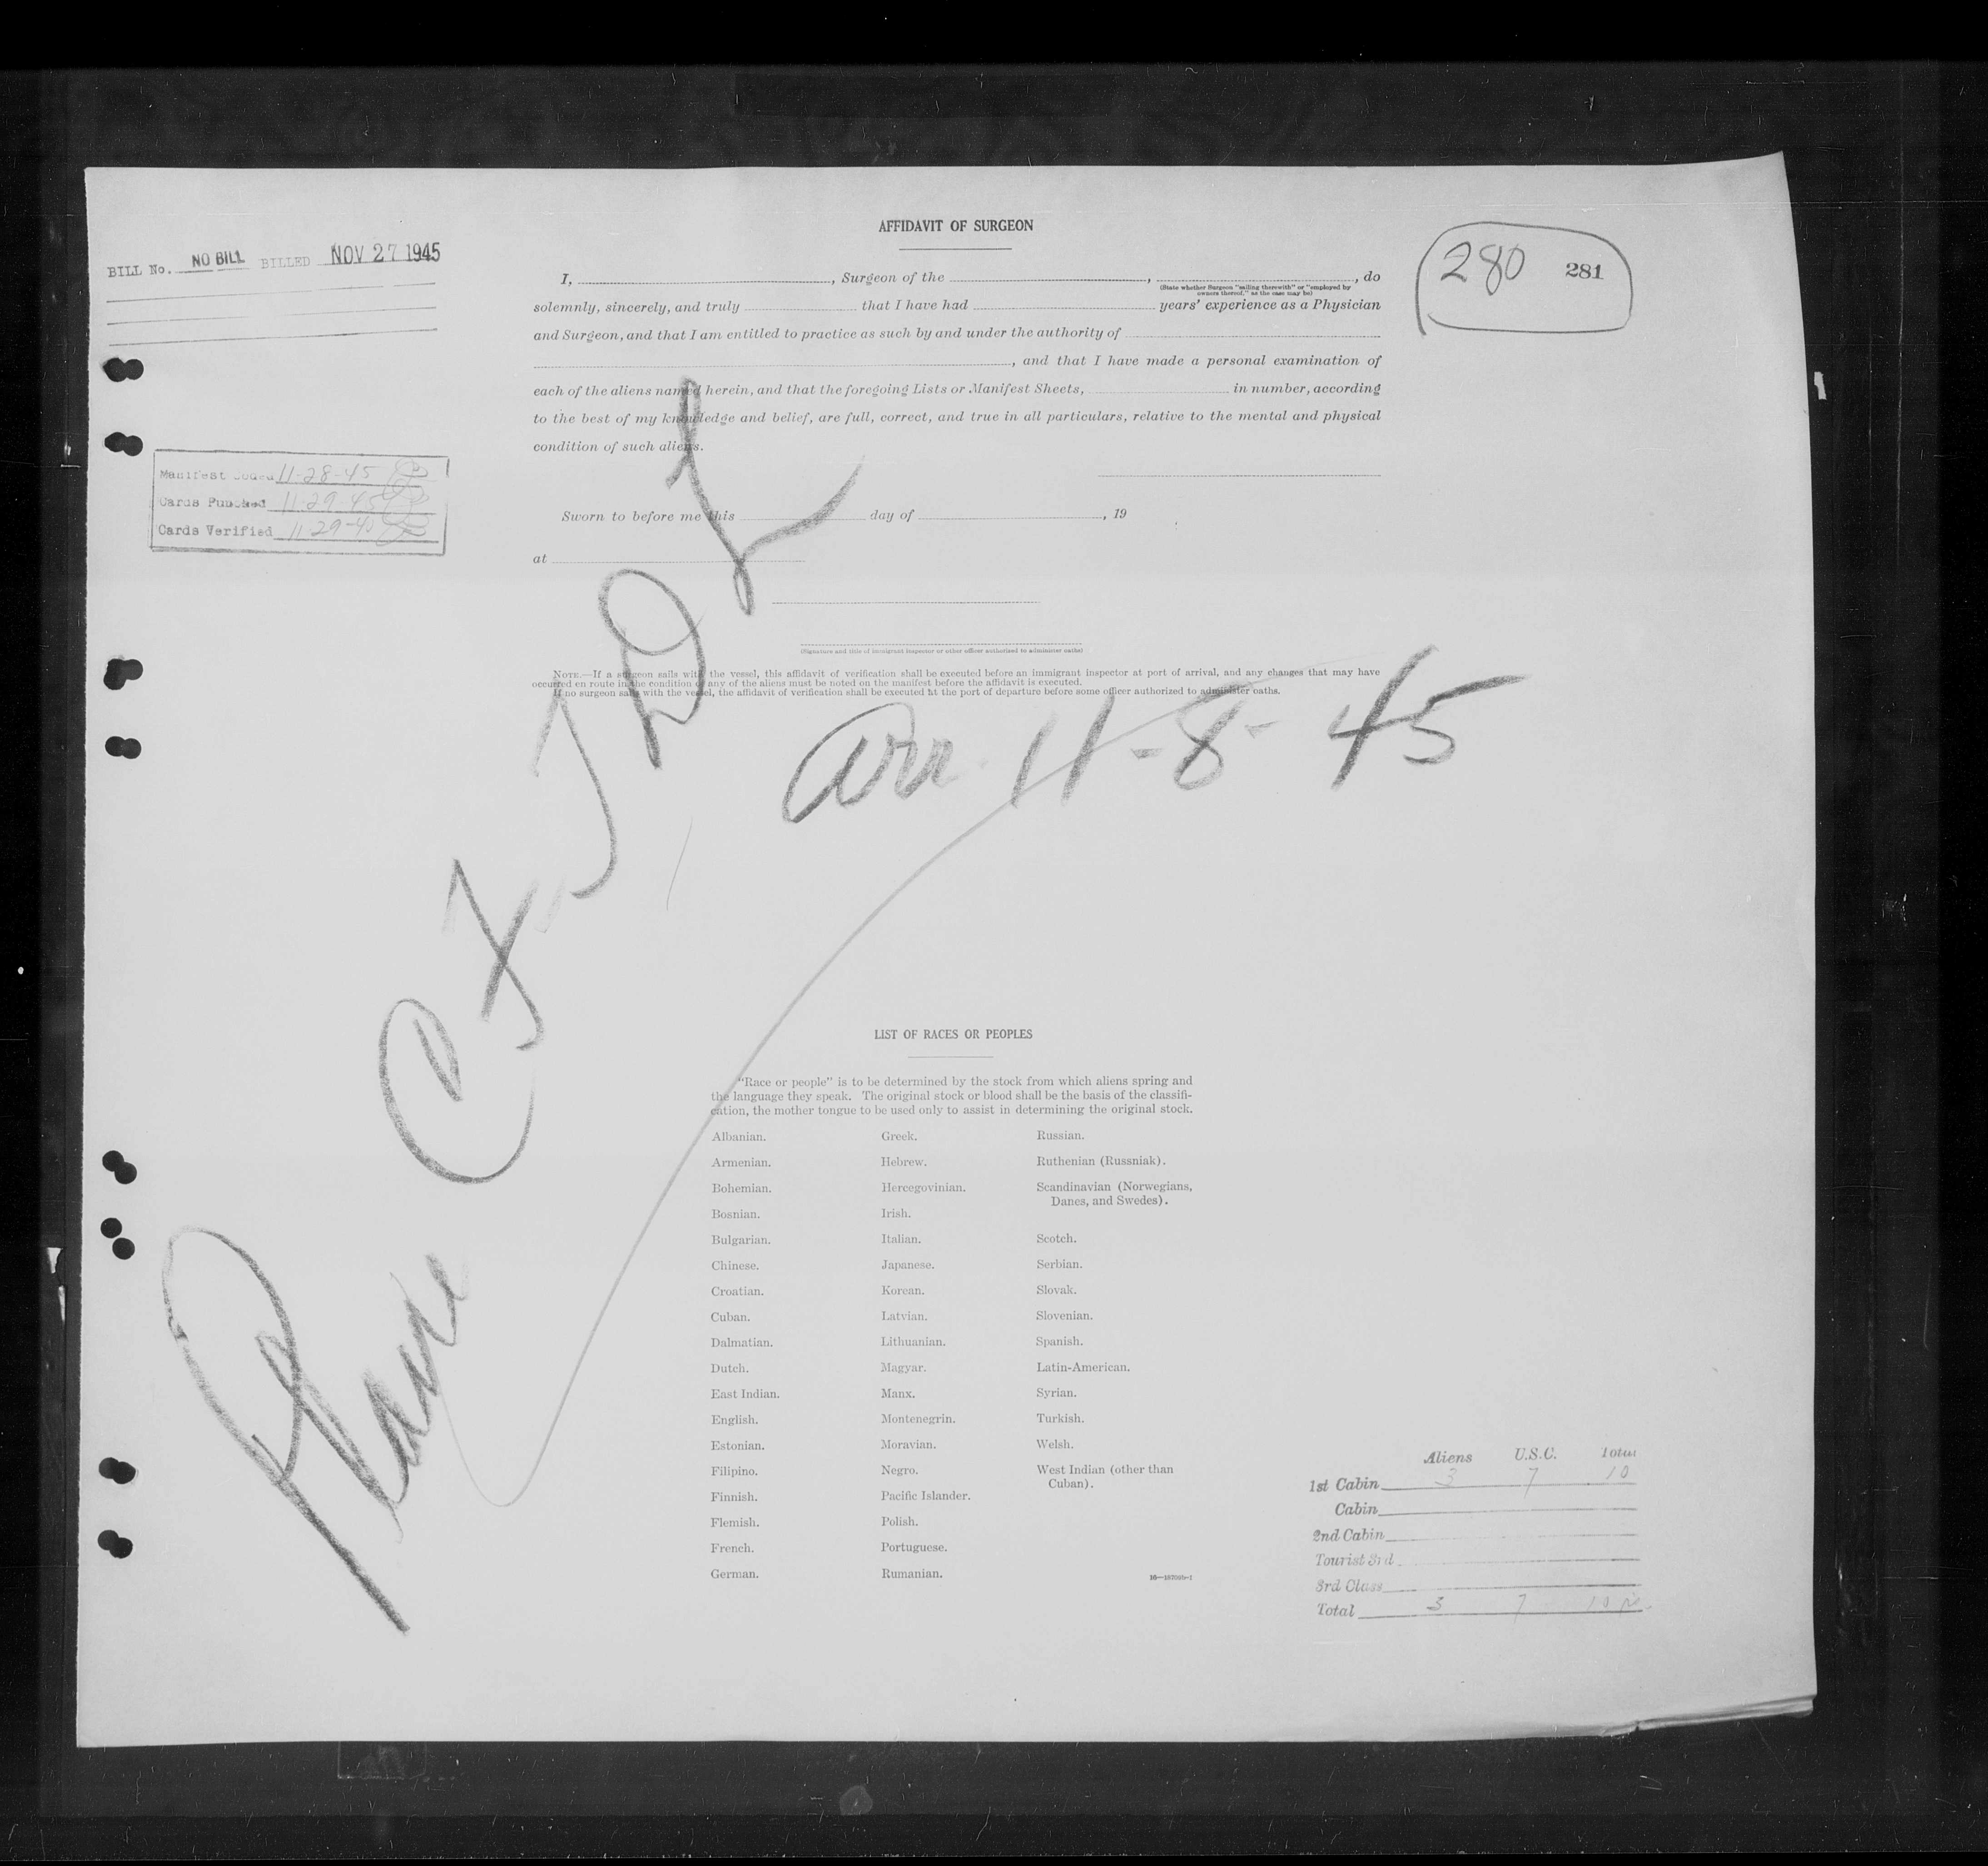 AFFIDAVIT OF SURGEON
BILL No. NO BILL BILLED NOV 27 1945
280 281
I, , Surgeon of the , , do
(State whether Surgeon "sailing therewith" or "employed by
owners thereof," as the case may be)
solemnly, sincerely, and truly that I have had years' experience as a Physician
and Surgeon, and that I am entitled to practice as such by and under the authority of
, and that I have made a personal examination of
each of the aliens named herein, and that the foregoing Lists or Manifest Sheets, in number, according
to the best of my knowledge and belief, are full, correct, and true in all particulars, relative to the mental and physical
condition of such aliens.
Manifest Coded 11-28-45
Cards Punched 11-29-45
Cards Verified 11-29-45
Sworn to before me this day of , 19
at
(Signature and title of immigrant inspector or other officer authorized to administer oaths)
NOTE.—If a surgeon sails with the vessel, this affidavit of verification shall be executed before an immigrant inspector at port of arrival, and any changes that may have
occurred en route in the condition of any of the aliens must be noted on the manifest before the affidavit is executed.
If no surgeon sails with the vessel, the affidavit of verification shall be executed at the port of departure before some officer authorized to administer oaths.
Plane
arr. 11-8-45
LIST OF RACES OR PEOPLES
"Race or people" is to be determined by the stock from which aliens spring and
the language they speak. The original stock or blood shall be the basis of the classifi-
cation, the mother tongue to be used only to assist in determining the original stock.
Albanian.
Armenian.
Bohemian.
Bosnian.
Bulgarian.
Chinese.
Croatian.
Cuban.
Dalmatian.
Dutch.
East Indian.
English.
Estonian.
Filipino.
Finnish.
Flemish.
French.
German.
Greek.
Hebrew.
Hercegovinian.
Irish.
Italian.
Japanese.
Korean.
Latvian.
Lithuanian.
Magyar.
Manx.
Montenegrin.
Moravian.
Negro.
Pacific Islander.
Polish.
Portuguese.
Rumanian.
Russian.
Ruthenian (Russniak).
Scandinavian (Norwegians,
Danes, and Swedes).
Scotch.
Serbian.
Slovak.
Slovenian.
Spanish.
Latin-American.
Syrian.
Turkish.
Welsh.
West Indian (other than
Cuban).
Aliens U.S.C. Total
1st Cabin 3 7 10
Cabin
2nd Cabin
Tourist 3rd
3rd Class
Total 3 7 10